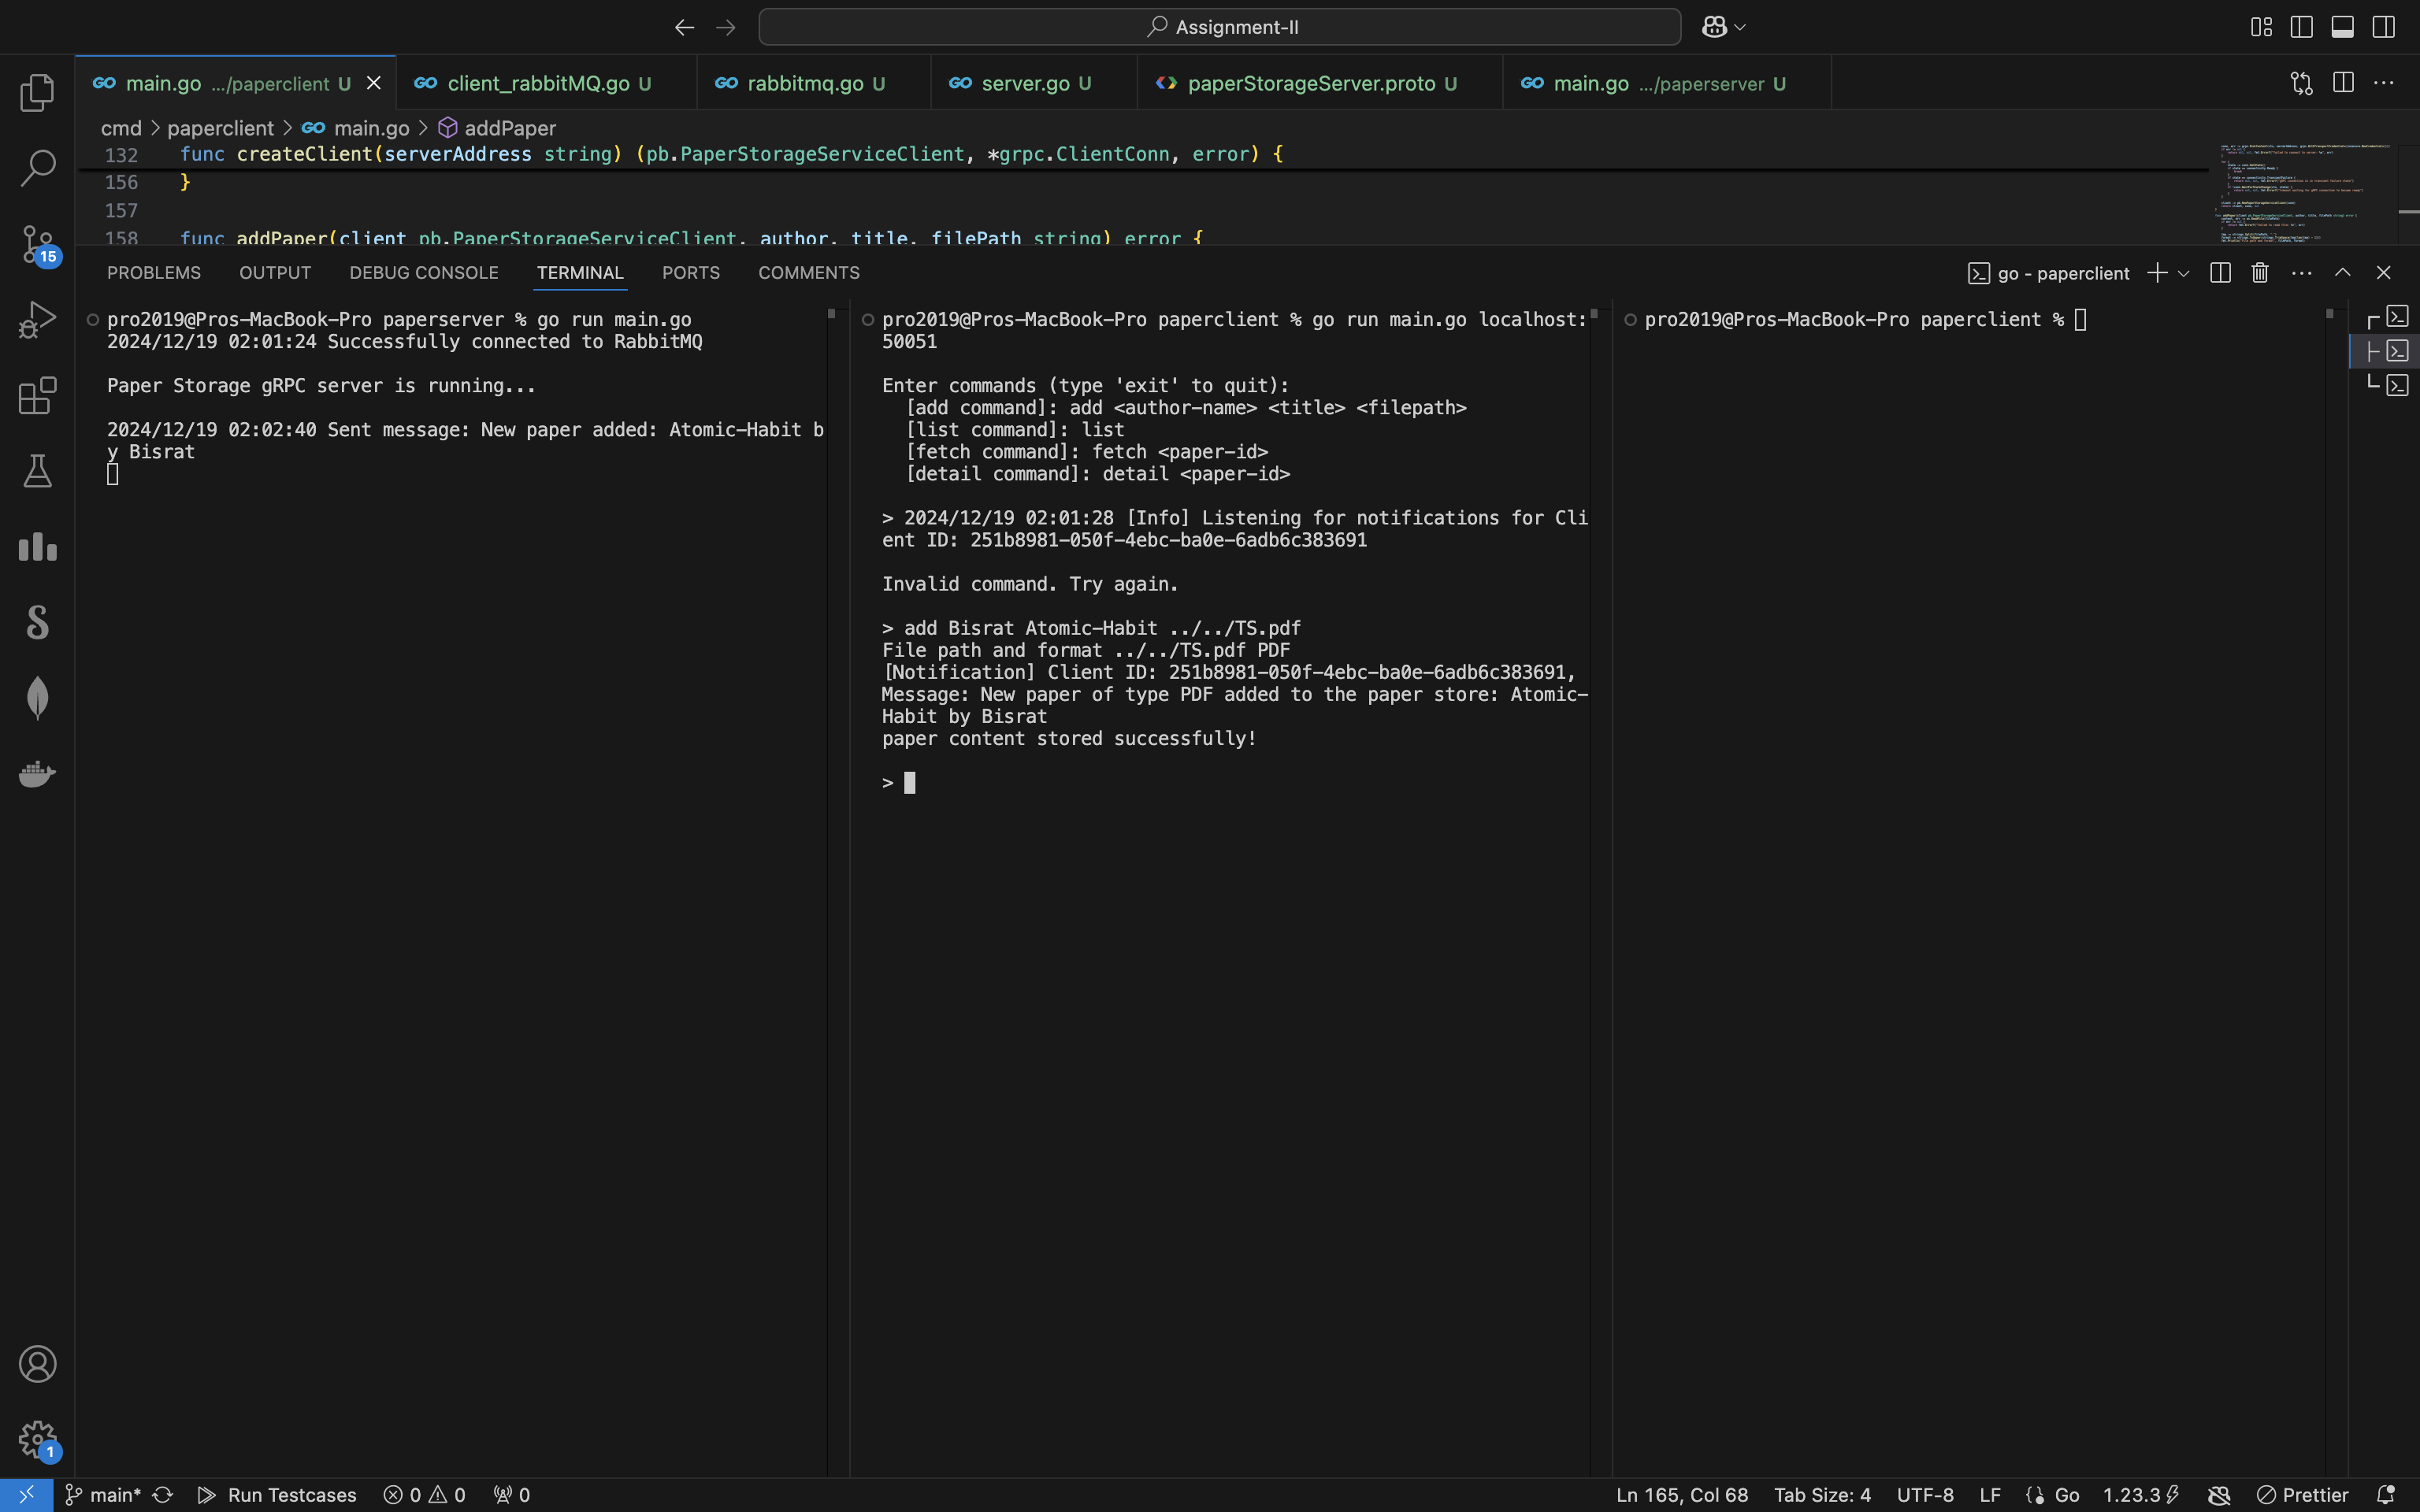 Assignment-II
main.go .../paperclient U
client_rabbitMQ.go U
rabbitmq.go U
server.go U
paperStorageServer.proto U
main.go .../paperserver U
cmd > paperclient > main.go > addPaper
132 func createClient(serverAddress string) (pb.PaperStorageServiceClient, *grpc.ClientConn, error) {
156 }
157
158 func addPaper(client pb.PaperStorageServiceClient, author, title, filePath string) error {
15
PROBLEMS OUTPUT DEBUG CONSOLE TERMINAL PORTS COMMENTS
go - paperclient
pro2019@Pros-MacBook-Pro paperserver % go run main.go
2024/12/19 02:01:24 Successfully connected to RabbitMQ
Paper Storage gRPC server is running...
2024/12/19 02:02:40 Sent message: New paper added: Atomic-Habit b
y Bisrat
pro2019@Pros-MacBook-Pro paperclient % go run main.go localhost:
50051
Enter commands (type 'exit' to quit):
[add command]: add <author-name> <title> <filepath>
[list command]: list
[fetch command]: fetch <paper-id>
[detail command]: detail <paper-id>
> 2024/12/19 02:01:28 [Info] Listening for notifications for Cli
ent ID: 251b8981-050f-4ebc-ba0e-6adb6c383691
Invalid command. Try again.
> add Bisrat Atomic-Habit ../../TS.pdf
File path and format ../../TS.pdf PDF
[Notification] Client ID: 251b8981-050f-4ebc-ba0e-6adb6c383691,
Message: New paper of type PDF added to the paper store: Atomic-
Habit by Bisrat
paper content stored successfully!
>
pro2019@Pros-MacBook-Pro paperclient %
1
main* Run Testcases 0 0 0
Ln 165, Col 68 Tab Size: 4 UTF-8 LF Go 1.23.3 Prettier